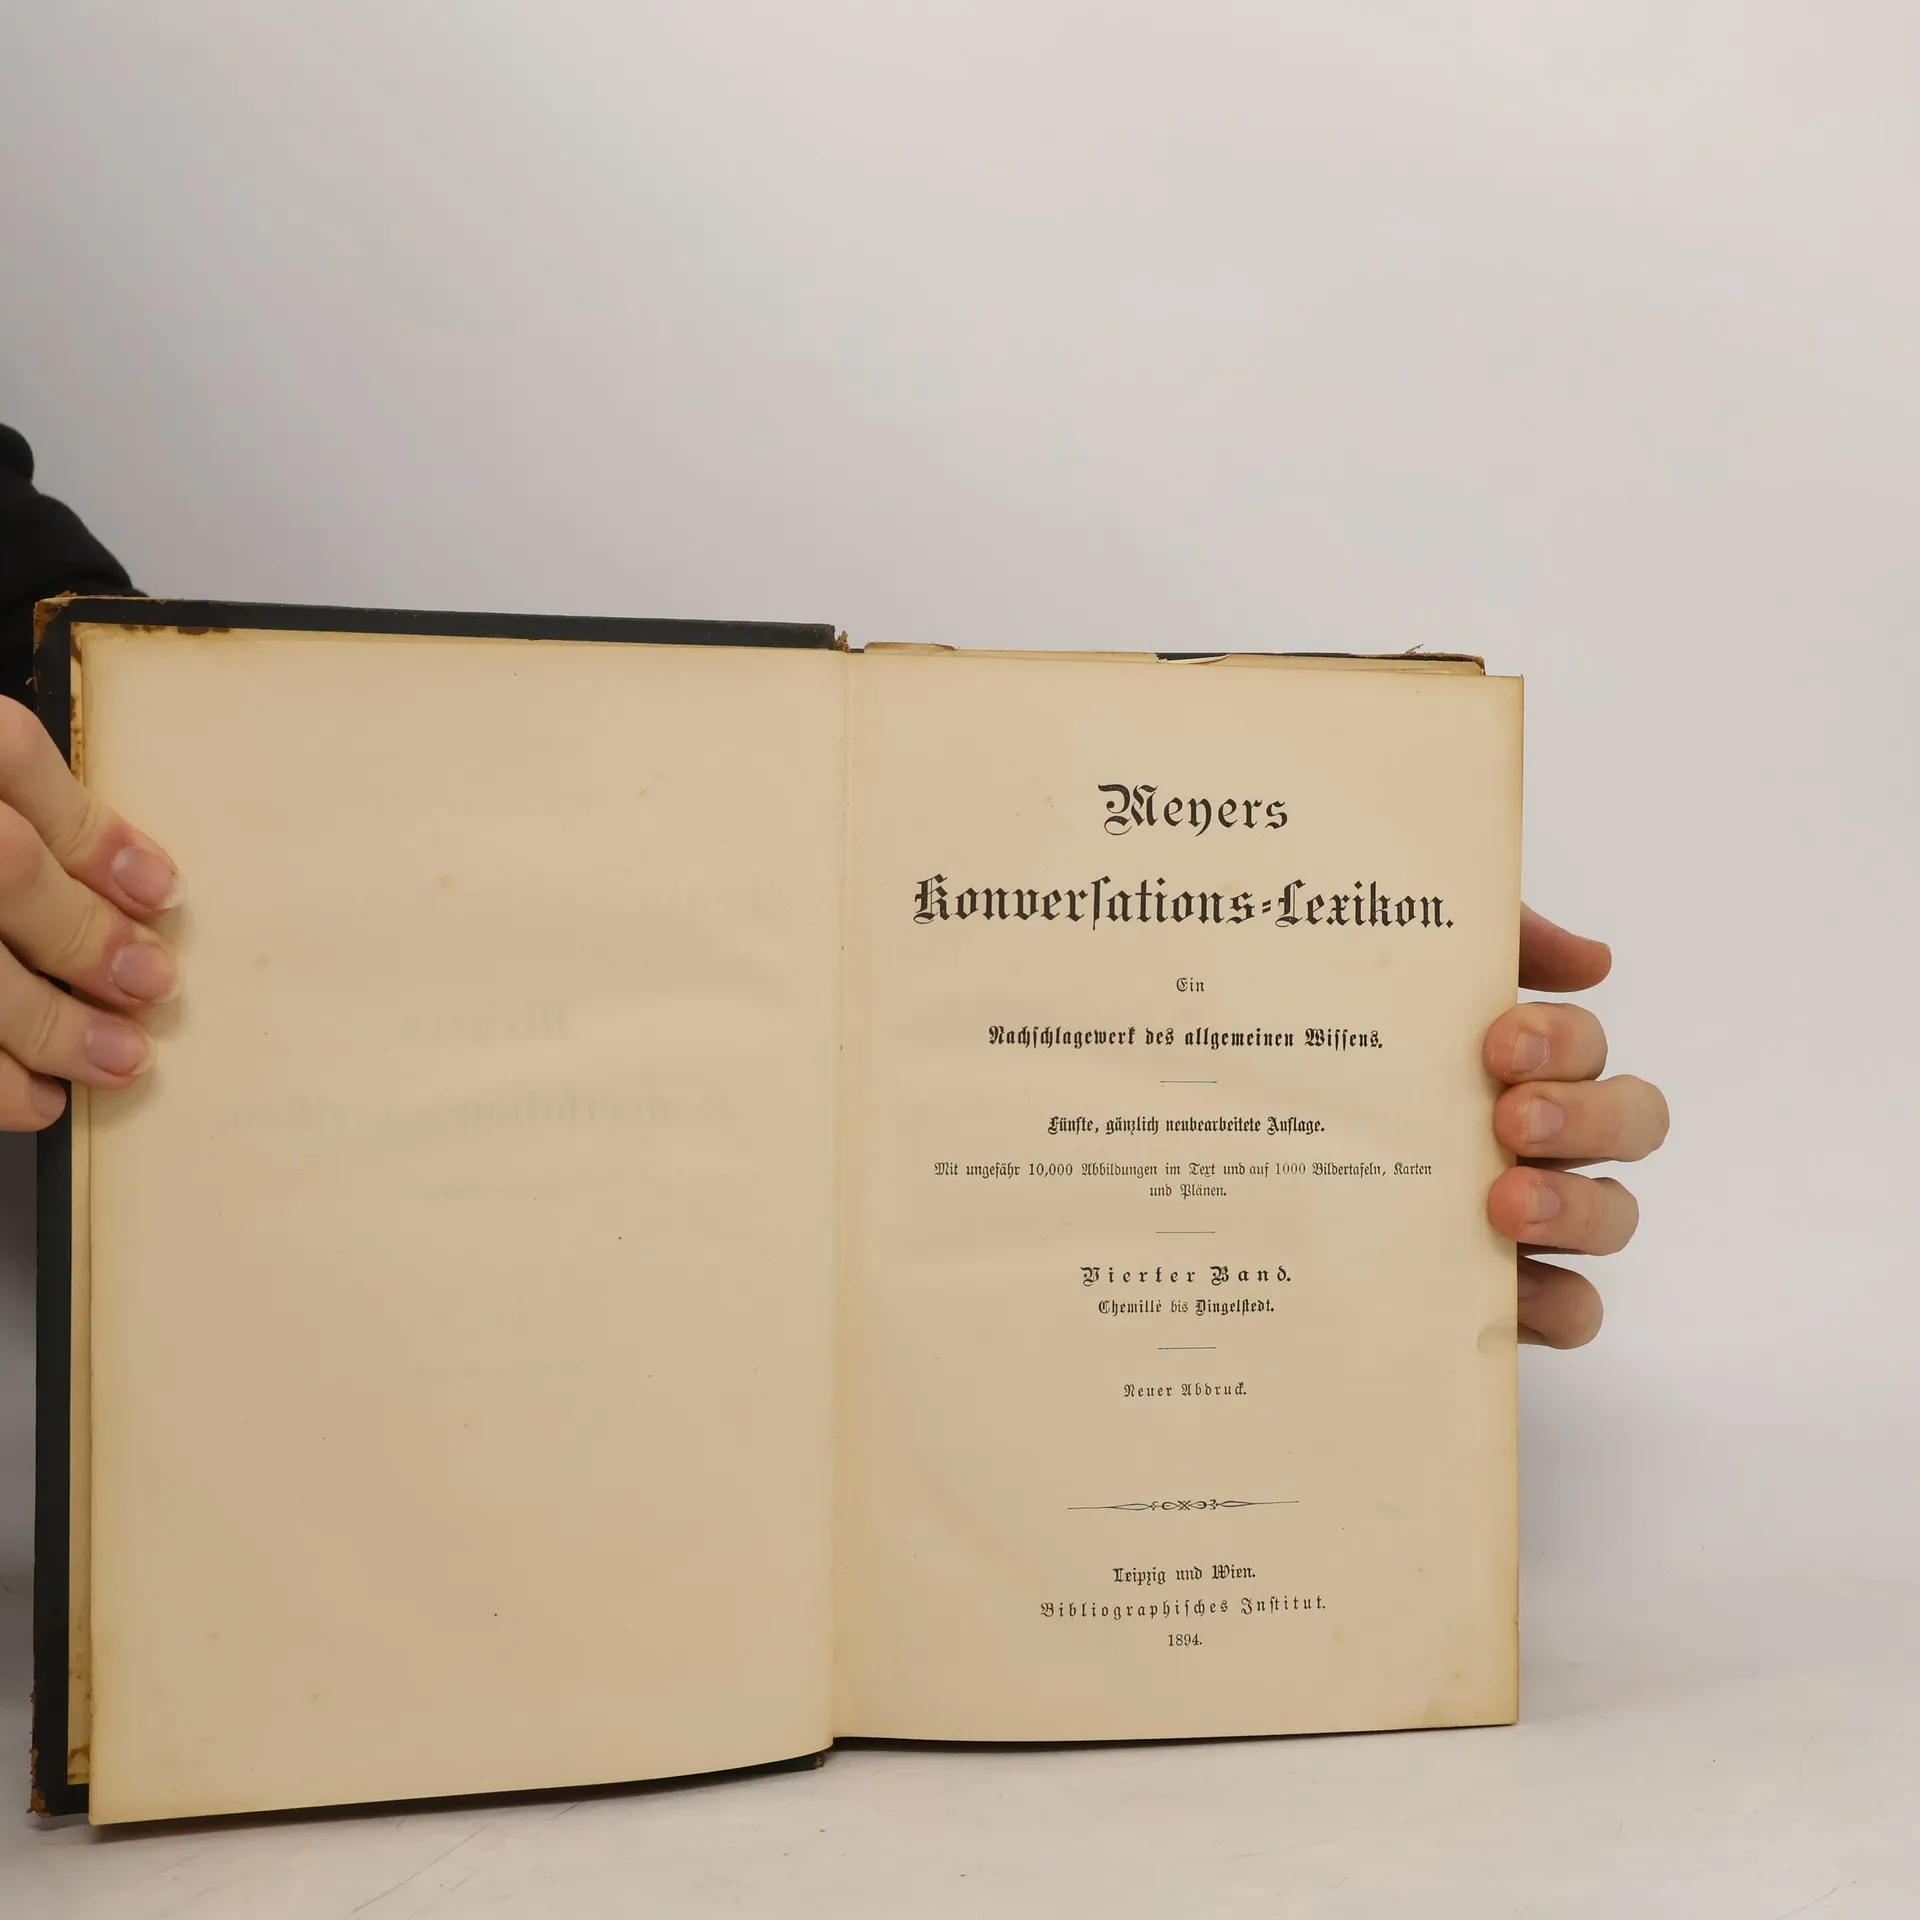 Meyers
Konverſations-Lexikon.
Ein
Nachſchlagewerk des allgemeinen Wiſſens.
Fünfte, gänzlich neubearbeitete Auflage.
Mit ungefähr 10,000 Abbildungen im Text und auf 1000 Bildertafeln, Karten
und Plänen.
Vierter Band.
Chemillé bis Dingelſtedt.
Neuer Abdruck.
Leipzig und Wien.
Bibliographiſches Inſtitut.
1894.